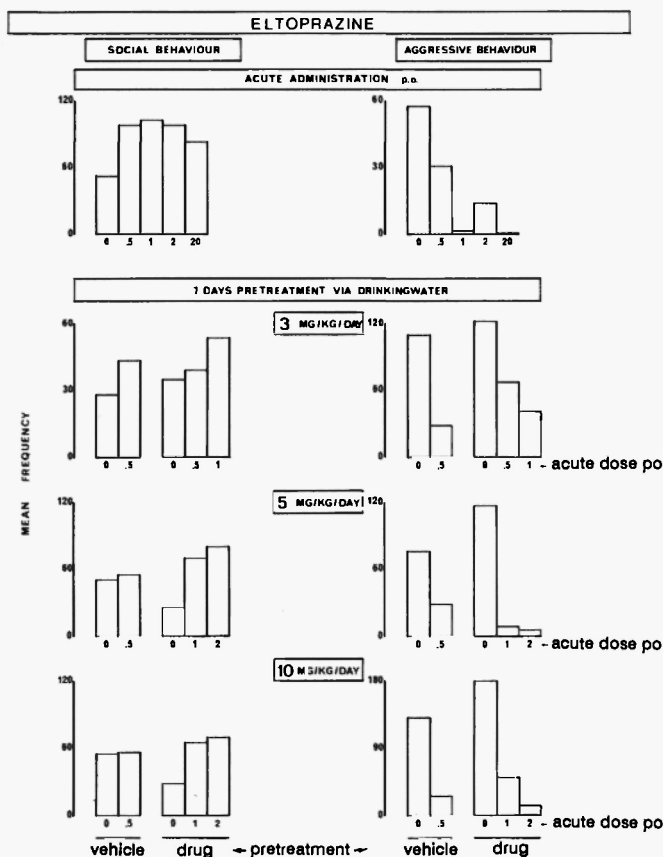 ELTOPRAZINE
SOCIAL BEHAVIOUR AGGRESSIVE BEHAVIOUR
ACUTE ADMINISTRATION p.o.
120 60
60 30
0 0
0 .5 1 2 20 0 .5 1 2 20
7 DAYS PRETREATMENT VIA DRINKINGWATER
3 MG/KG/DAY
60 120
30 60
0 0
0 .5 0 .5 1 0 .5 0 .5 1 - acute dose po
MEAN FREQUENCY
5 MG/KG/DAY
120 120
60 60
0 0
0 .5 0 1 2 0 .5 0 1 2 - acute dose po
10 MG/KG/DAY
120 180
60 90
0 0
0 .5 0 1 2 0 .5 0 1 2 - acute dose po
vehicle drug ← pretreatment → vehicle drug